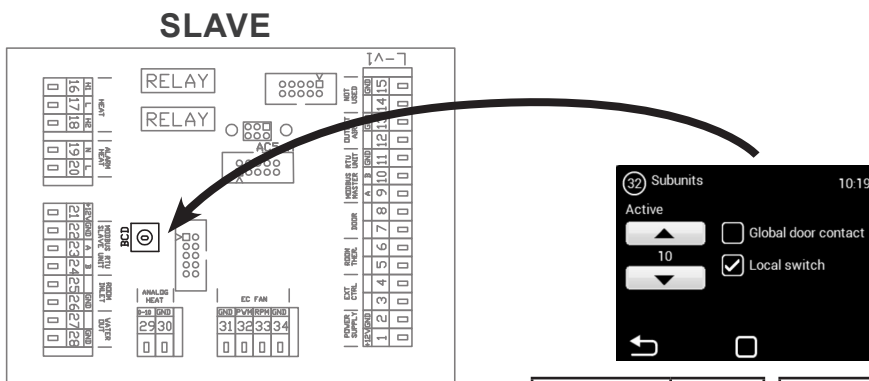 SLAVE
L-V1
RELAY
RELAY
AC5
16 H1
17 L
18 H2
HEAT
19 N
20 L
ALARM
HEAT
BCD
0
21 +12V
22 GND
23 A
24 B
MODBUS RTU
SLAVE UNIT
25
26 GND
ROOM
INLET
27
28 GND
WATER
OUT
ANALOG
HEAT
0-10 GND
29 30
EC FAN
GND PWM RPM GND
31 32 33 34
NOT
USED
GND 15
14
OUTLET
AIR
13
12
MODBUS RTU
MASTER UNIT
GND 11
B 10
A 9
DOOR
8
7
ROOM
THER.
6
5
EXT
CTRL
4
3
POWER
SUPPLY
GND 2
+12V 1
32 Subunits 10:19
Active
Global door contact
10
Local switch